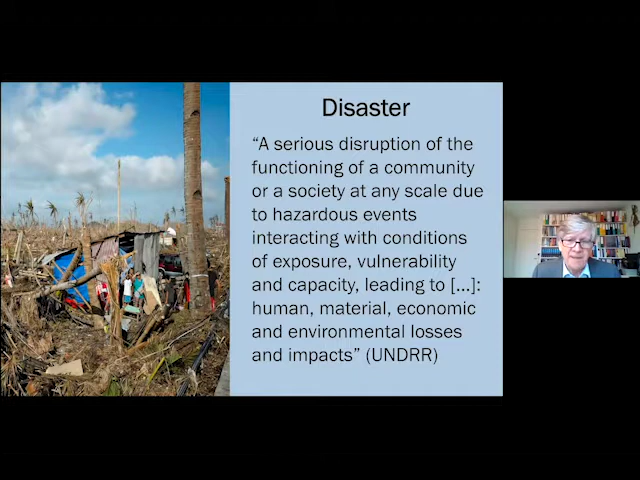 Disaster
“A serious disruption of the
functioning of a community
or a society at any scale due
to hazardous events
interacting with conditions
of exposure, vulnerability
and capacity, leading to [...]:
human, material, economic
and environmental losses
and impacts” (UNDRR)